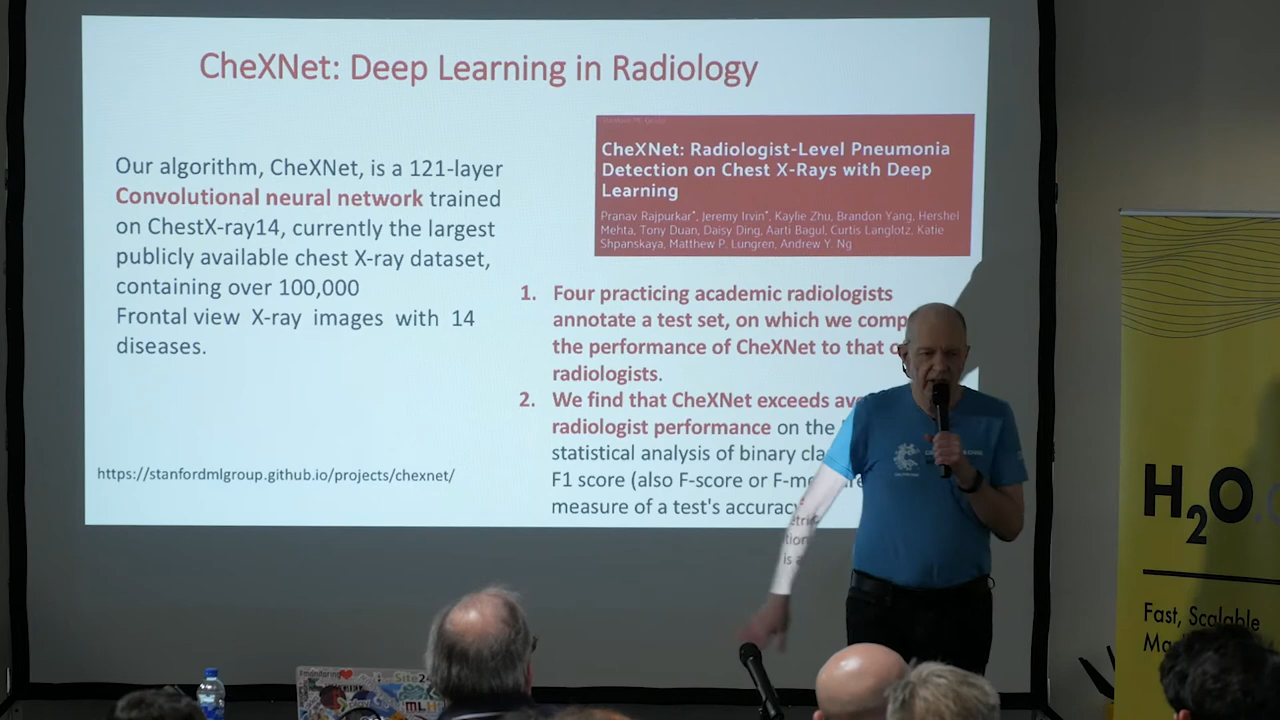 CheXNet: Deep Learning in Radiology
Our algorithm, CheXNet, is a 121-layer
Convolutional neural network trained
on ChestX-ray14, currently the largest
publicly available chest X-ray dataset,
containing over 100,000
Frontal view X-ray images with 14
diseases.
https://stanfordmlgroup.github.io/projects/chexnet/
CheXNet: Radiologist-Level Pneumonia
Detection on Chest X-Rays with Deep
Learning
Pranav Rajpurkar*, Jeremy Irvin*, Kaylie Zhu, Brandon Yang, Hershel
Mehta, Tony Duan, Daisy Ding, Aarti Bagul, Curtis Langlotz, Katie
Shpanskaya, Matthew P. Lungren, Andrew Y. Ng
1. Four practicing academic radiologists
annotate a test set, on which we comp
the performance of CheXNet to that
radiologists.
2. We find that CheXNet exceeds av
radiologist performance on the
statistical analysis of binary cla
F1 score (also F-score or F-me
measure of a test's accuracy
H2O
Fast, Scalable
MLH